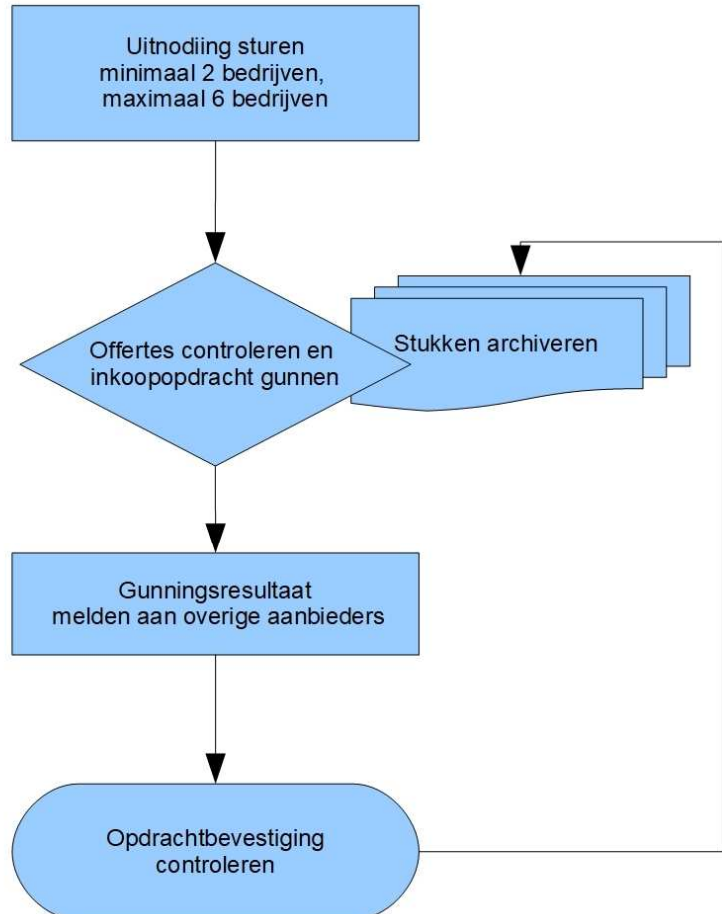 Uitnodiing sturen
minimaal 2 bedrijven,
maximaal 6 bedrijven
Offertes controleren en
inkoopopdracht gunnen
Stukken archiveren
Gunningsresultaat
melden aan overige aanbieders
Opdrachtbevestiging
controleren